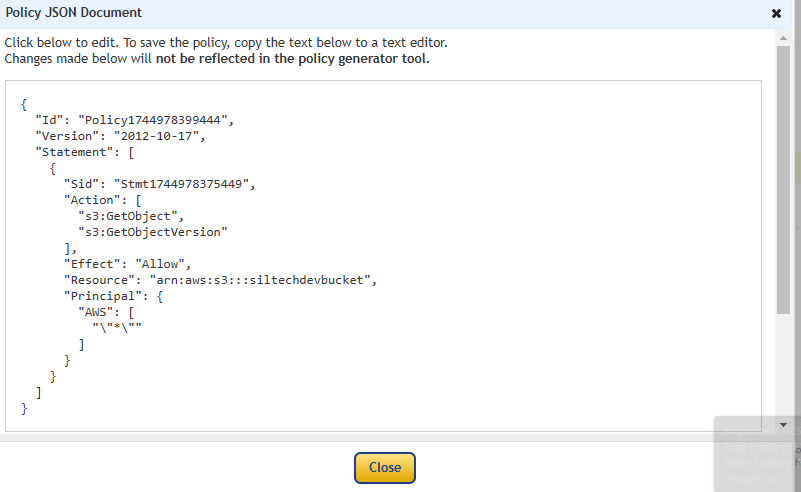 Policy JSON Document
Click below to edit. To save the policy, copy the text below to a text editor.
Changes made below will not be reflected in the policy generator tool.
{
  "Id": "Policy1744978399444",
  "Version": "2012-10-17",
  "Statement": [
    {
      "Sid": "Stmt1744978375449",
      "Action": [
        "s3:GetObject",
        "s3:GetObjectVersion"
      ],
      "Effect": "Allow",
      "Resource": "arn:aws:s3:::siltechdevbucket",
      "Principal": {
        "AWS": [
          "\"*\""
        ]
      }
    }
  ]
}
Close